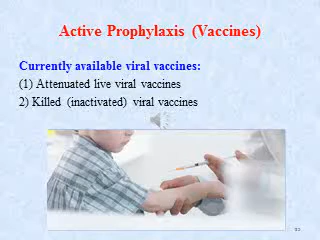 Active Prophylaxis (Vaccines)
Currently available viral vaccines:
(1) Attenuated live viral vaccines
2) Killed (inactivated) viral vaccines